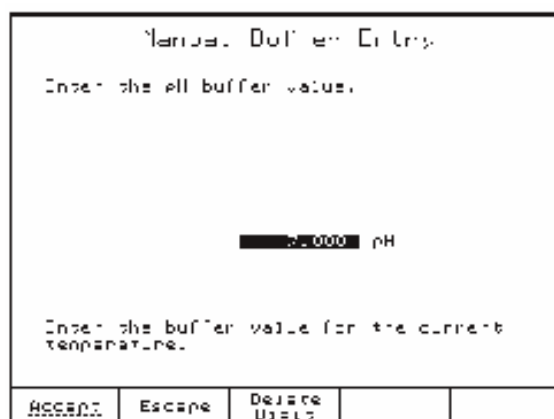 Manual Buffer Entry
Enter the pH buffer value.
7.000 pH
Enter the buffer value for the current
temperature.
Accept
Escape
Delete
Digit